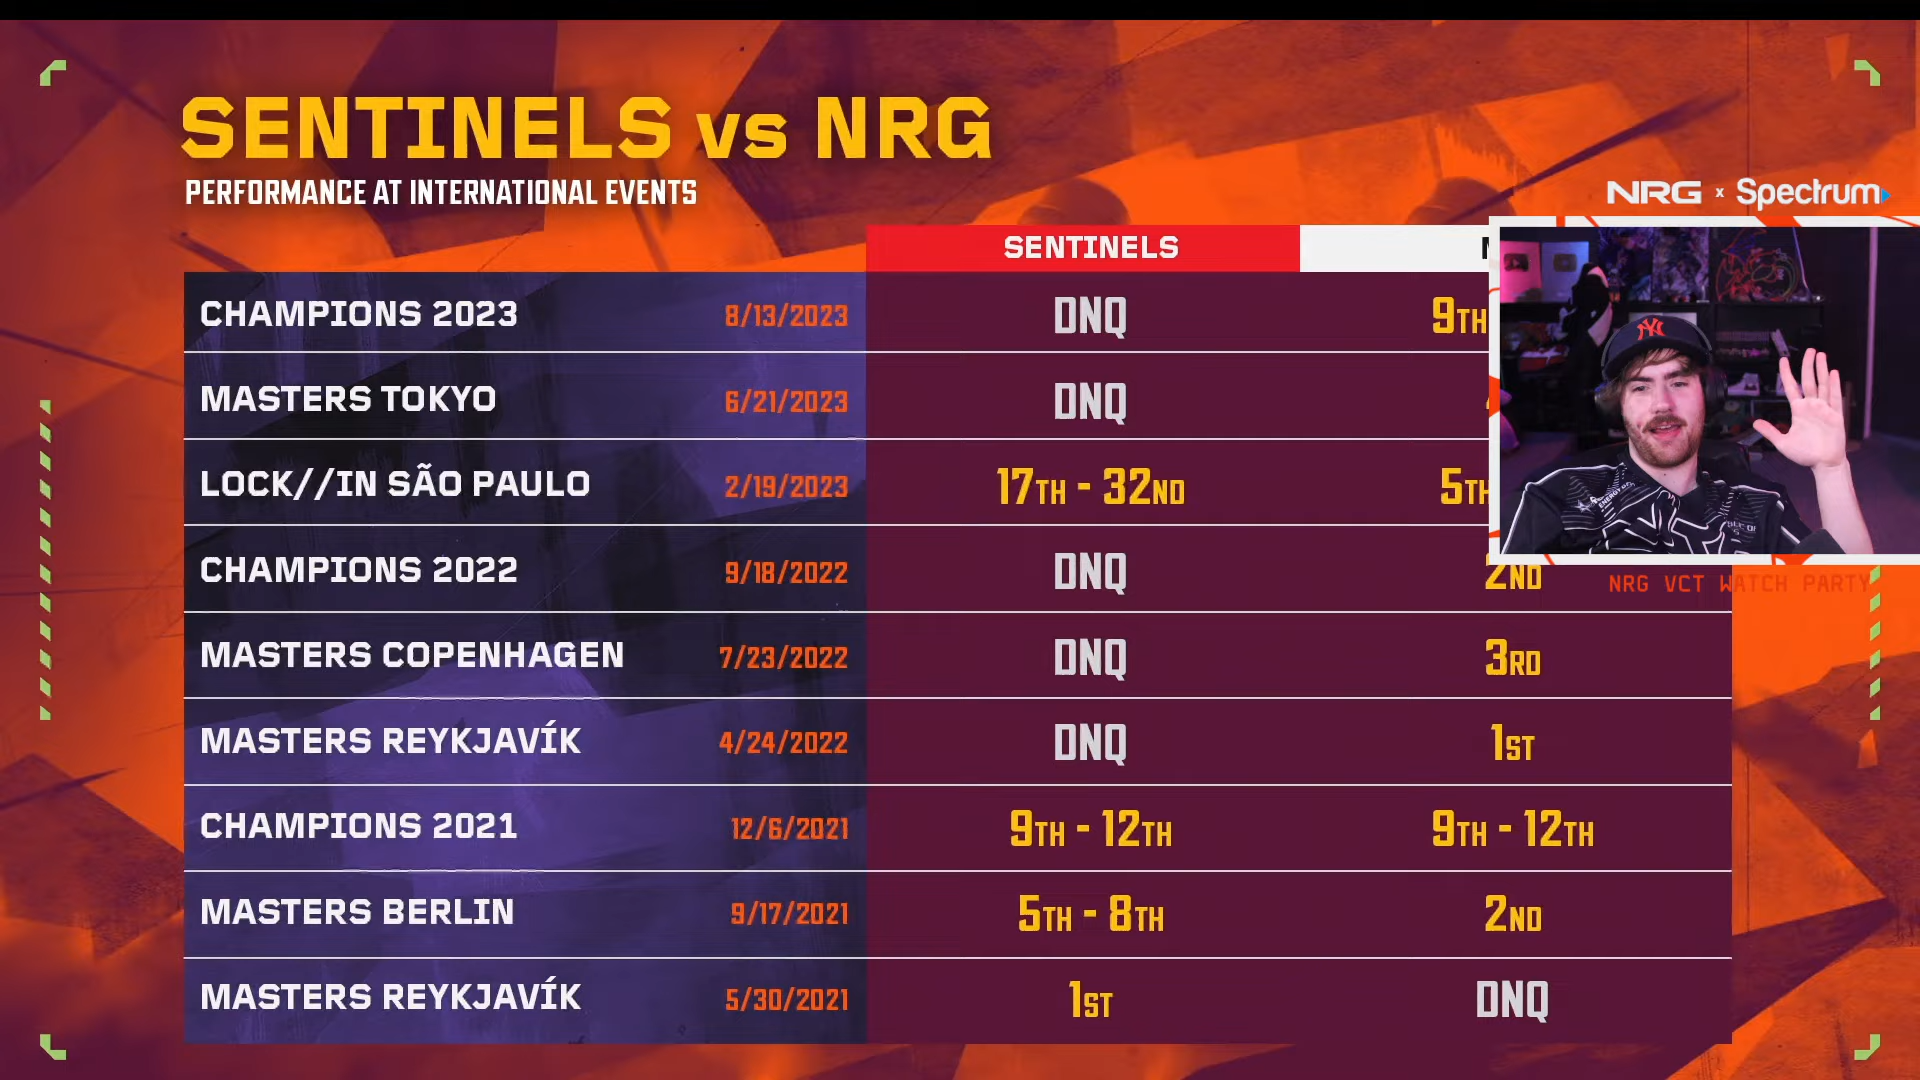 SENTINELS vs NRG
PERFORMANCE AT INTERNATIONAL EVENTS
NRG x Spectrum
SENTINELS
CHAMPIONS 2023 8/13/2023 DNQ 9TH
MASTERS TOKYO 6/21/2023 DNQ
LOCK//IN SÃO PAULO 2/19/2023 17TH - 32ND 5TH
CHAMPIONS 2022 9/18/2022 DNQ 2ND
NRG VCT WATCH PARTY
MASTERS COPENHAGEN 7/23/2022 DNQ 3RD
MASTERS REYKJAVÍK 4/24/2022 DNQ 1ST
CHAMPIONS 2021 12/6/2021 9TH - 12TH 9TH - 12TH
MASTERS BERLIN 9/17/2021 5TH - 8TH 2ND
MASTERS REYKJAVÍK 5/30/2021 1ST DNQ